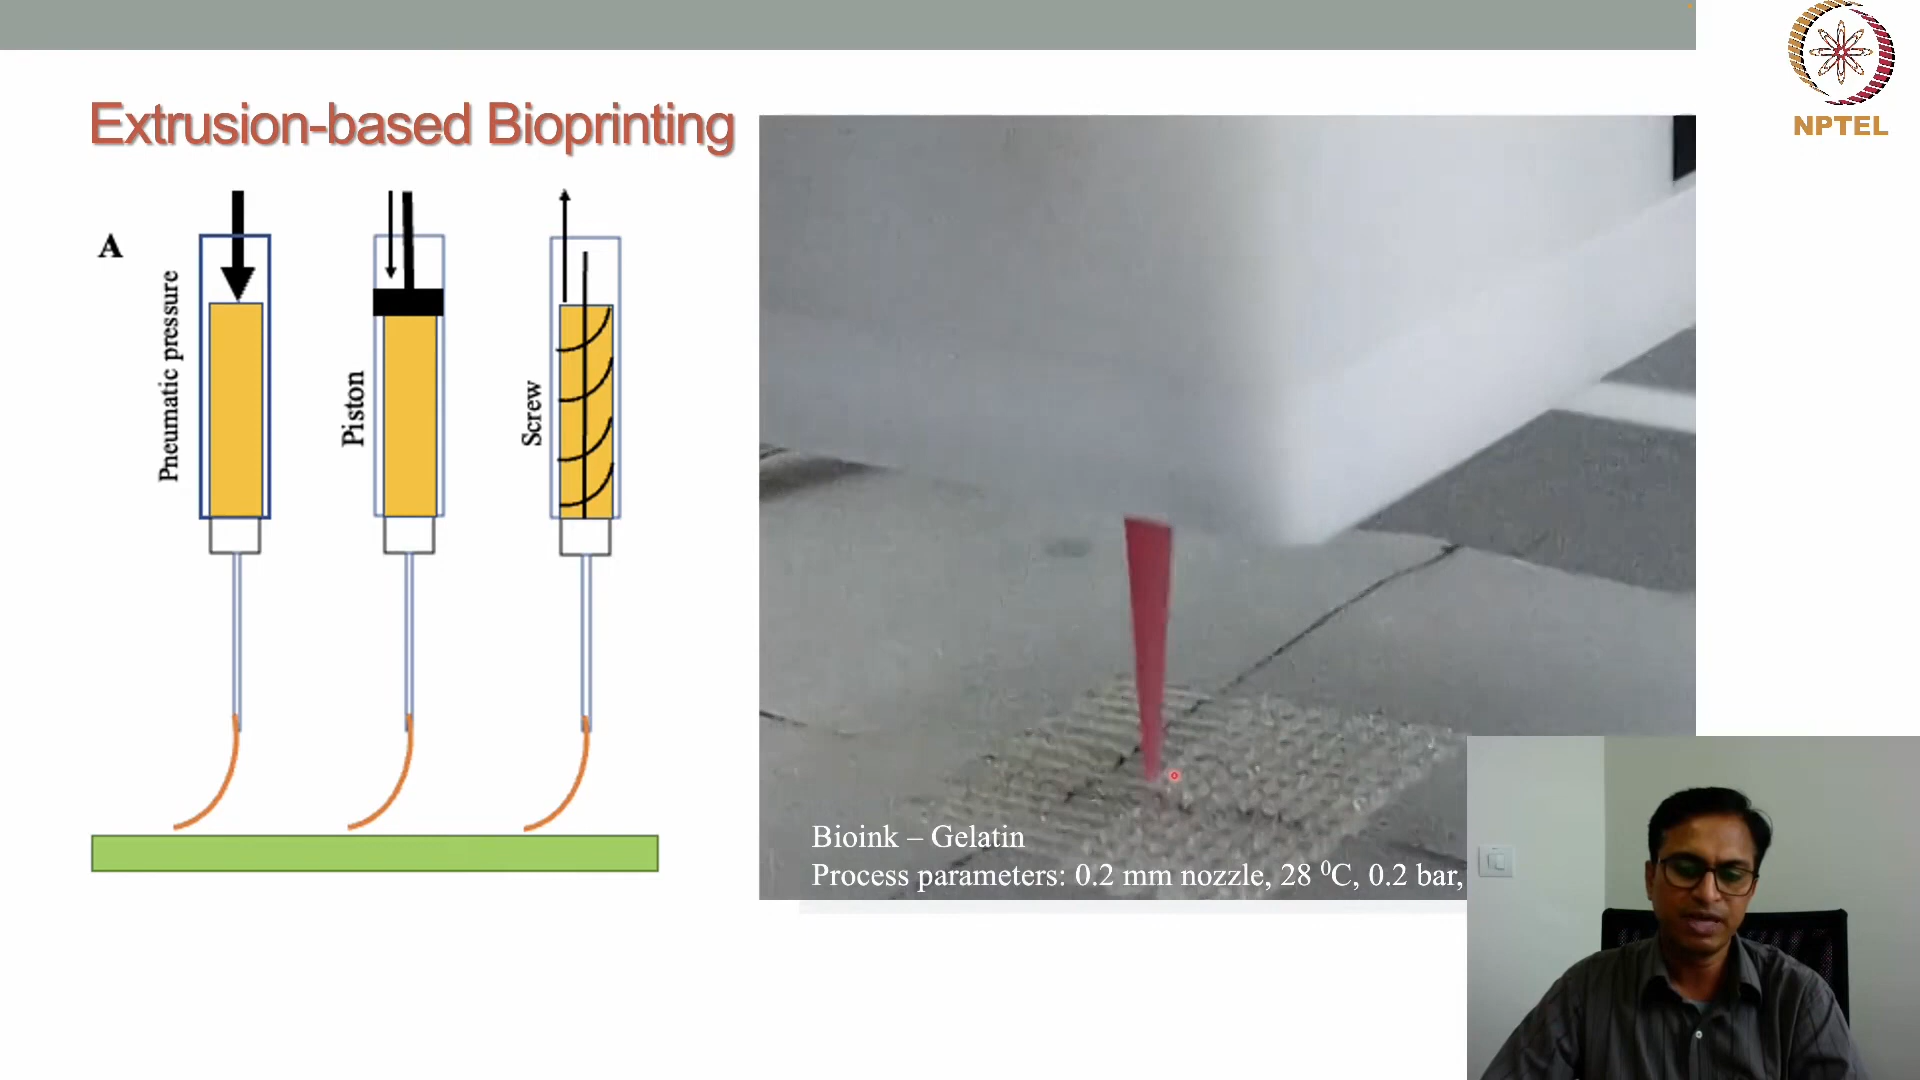 Extrusion-based Bioprinting
NPTEL
A
Pneumatic pressure
Piston
Screw
Bioink – Gelatin
Process parameters: 0.2 mm nozzle, 28 ⁰C, 0.2 bar,